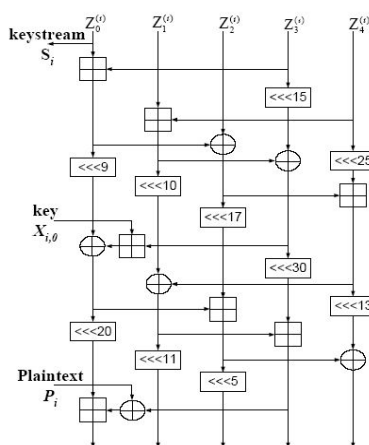 Z₀⁽ⁱ⁾ Z₁⁽ⁱ⁾ Z₂⁽ⁱ⁾ Z₃⁽ⁱ⁾ Z₄⁽ⁱ⁾
keystream
Sᵢ
<<<15
<<<9
<<<10
<<<25
key
<<<17
Xᵢ,₀
<<<30
<<<20
<<<13
<<<11
Plaintext
<<<5
Pᵢ